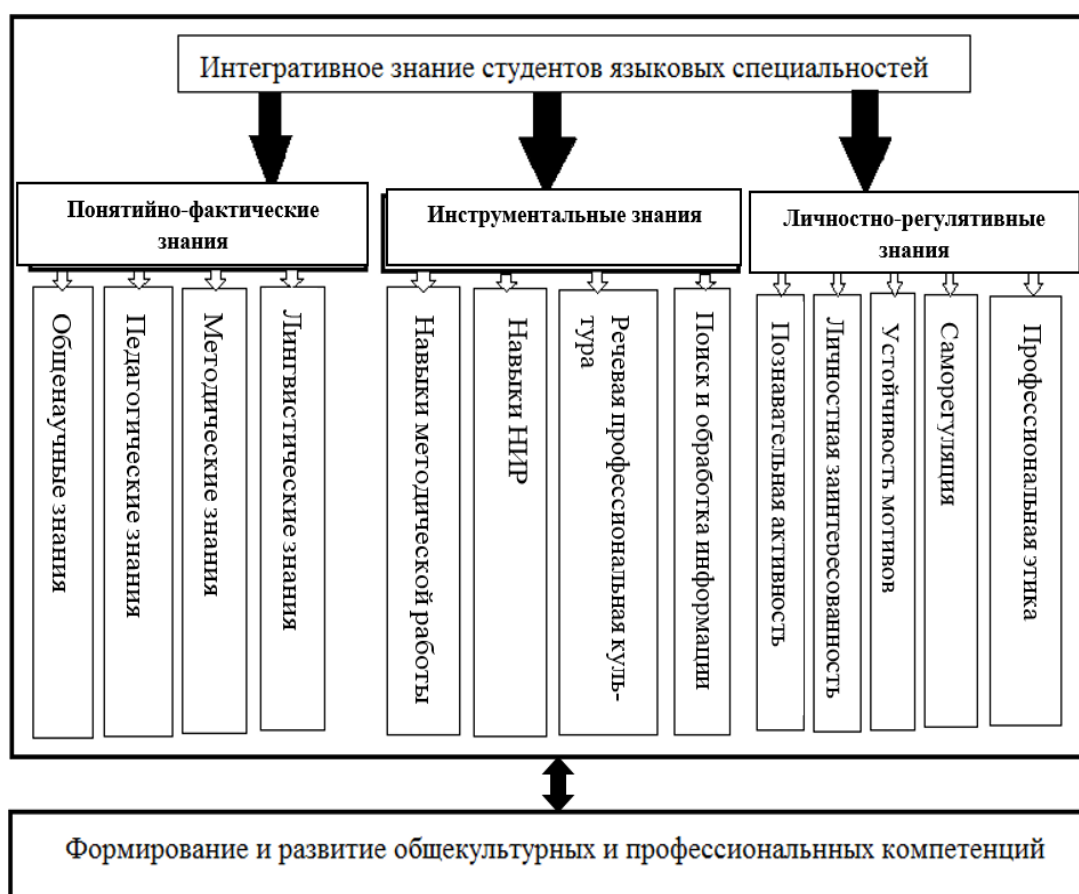 Интегративное знание студентов языковых специальностей
Понятийно-фактические
знания
Инструментальные знания
Личностно-регулятивные
знания
Общенаучные знания
Педагогические знания
Методические знания
Лингвистические знания
Навыки методической работы
Навыки НИР
Речевая профессиональная куль-
тура
Поиск и обработка информации
Познавательная активность
Личностная заинтересованность
Устойчивость мотивов
Саморегуляция
Профессиональная этика
Формирование и развитие общекультурных и профессиональнных компетенций